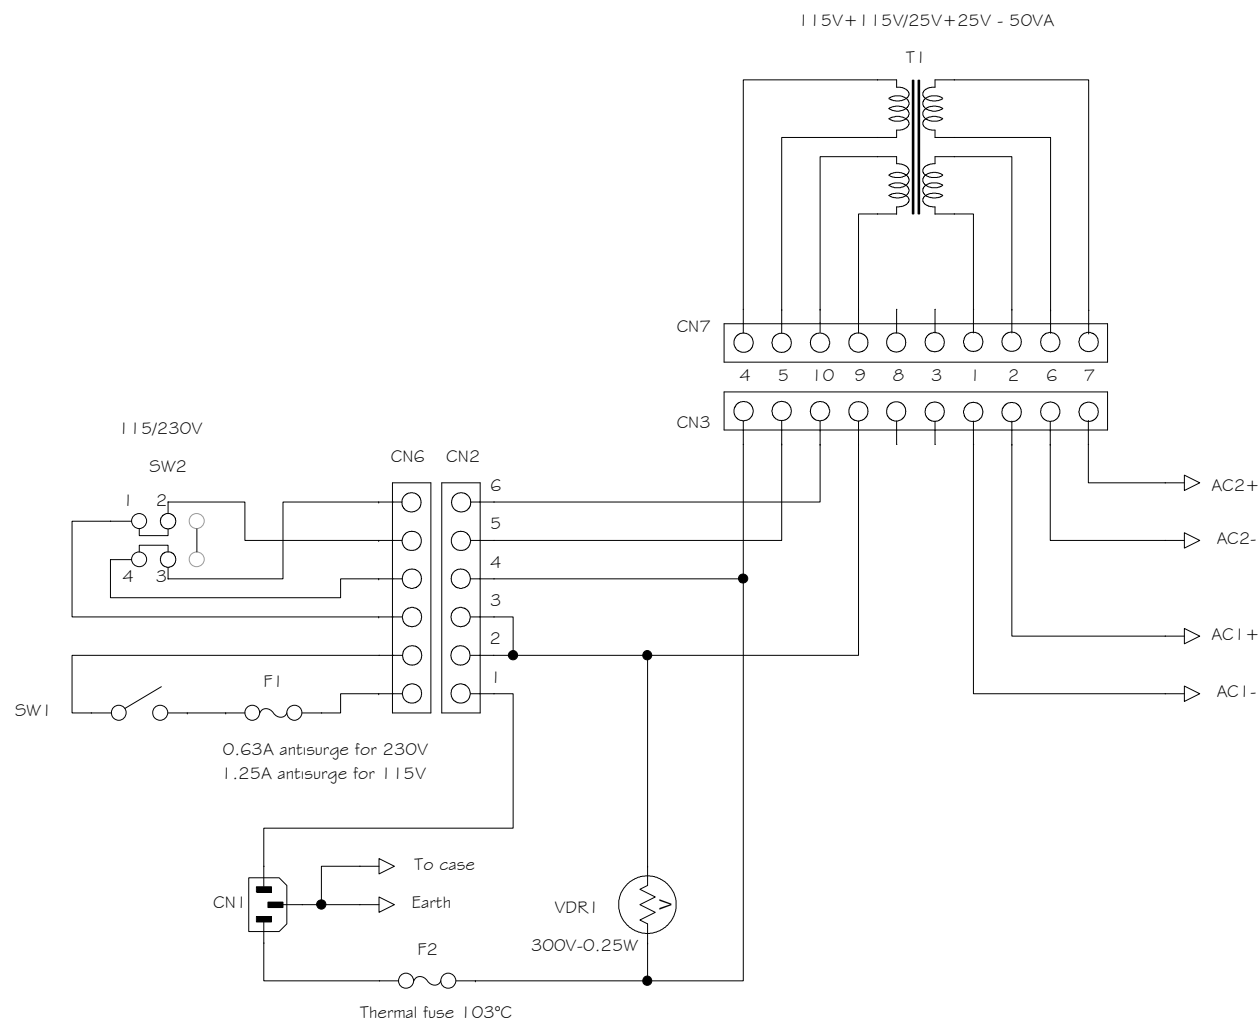 115V+115V/25V+25V - 50VA
T1
CN7
4 5 10 9 8 3 1 2 6 7
CN3
115/230V
SW2
1 2
4 3
CN6 CN2
6
5
4
3
2
1
AC2+
AC2-
AC1+
AC1-
F1
SW1
0.63A antisurge for 230V
1.25A antisurge for 115V
To case
CN1
Earth
VDR1
V
300V-0.25W
F2
Thermal fuse 103°C